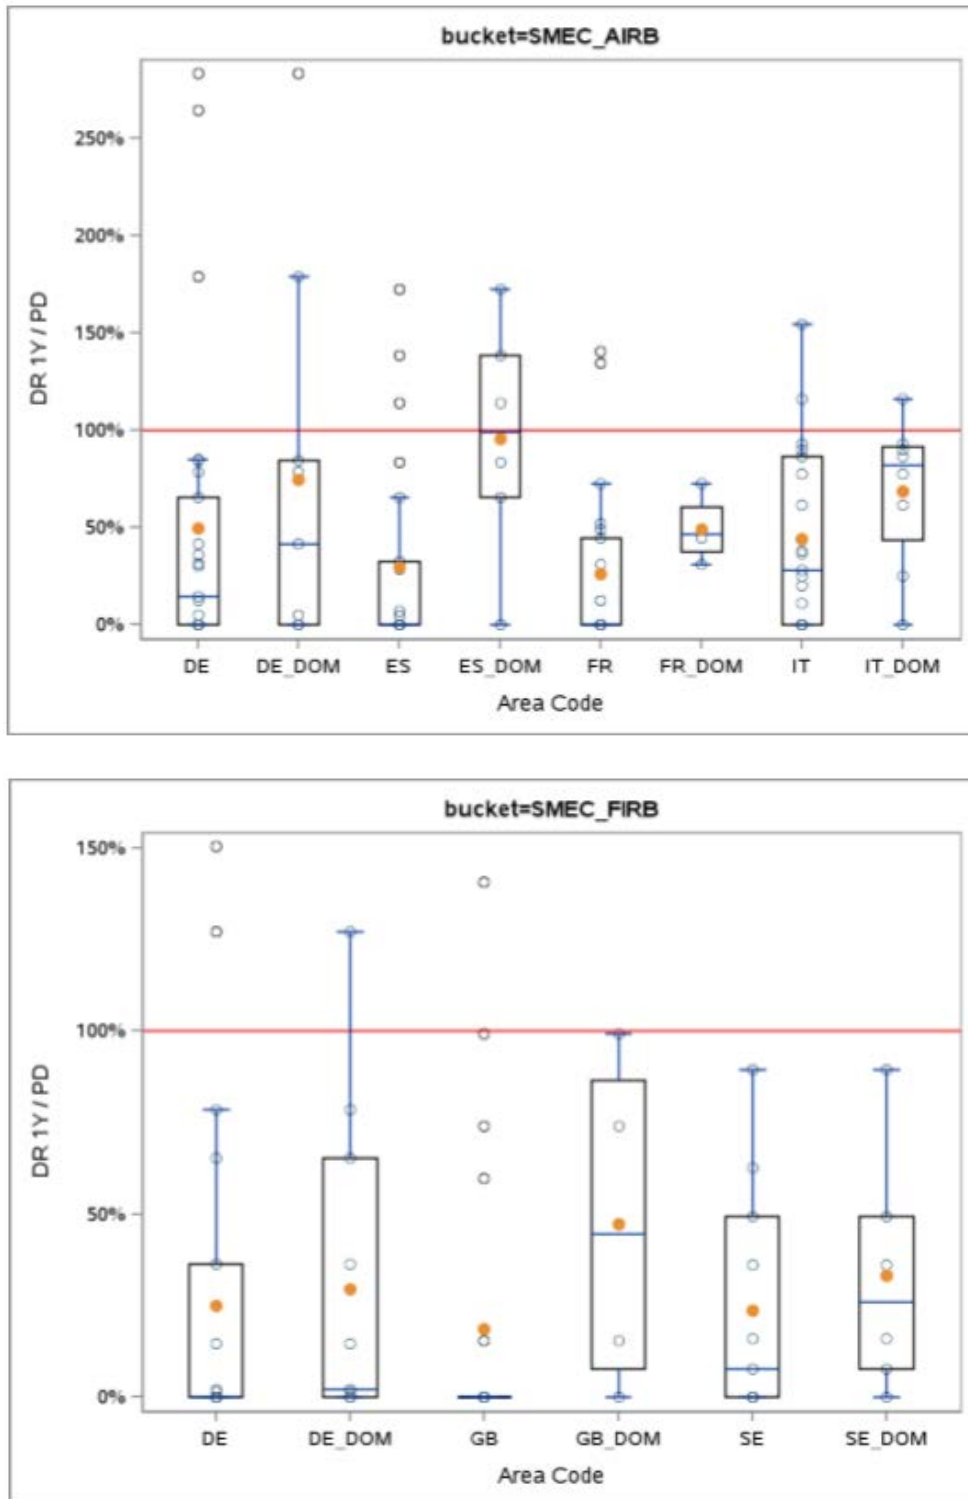 bucket=SMEC_AIRB
DR 1Y / PD
250%
200%
150%
100%
50%
0%
DE DE_DOM ES ES_DOM FR FR_DOM IT IT_DOM
Area Code
bucket=SMEC_FIRB
DR 1Y / PD
150%
100%
50%
0%
DE DE_DOM GB GB_DOM SE SE_DOM
Area Code